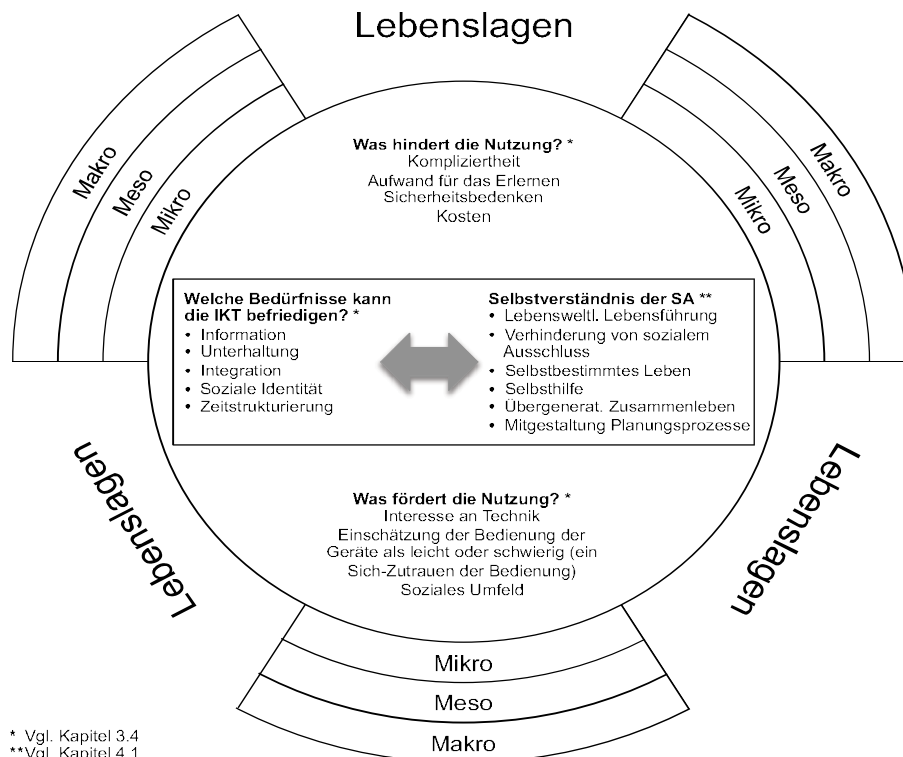 Lebenslagen
Makro
Meso
Mikro
Makro
Meso
Mikro
Was hindert die Nutzung? *
Kompliziertheit
Aufwand für das Erlernen
Sicherheitsbedenken
Kosten
Welche Bedürfnisse kann
die IKT befriedigen? *
• Information
• Unterhaltung
• Integration
• Soziale Identität
• Zeitstrukturierung
Selbstverständnis der SA **
• Lebensweltl. Lebensführung
• Verhinderung von sozialem
Ausschluss
• Selbstbestimmtes Leben
• Selbsthilfe
• Übergenerat. Zusammenleben
• Mitgestaltung Planungsprozesse
Lebenslagen
Lebenslagen
Was fördert die Nutzung? *
Interesse an Technik
Einschätzung der Bedienung der
Geräte als leicht oder schwierig (ein
Sich-Zutrauen der Bedienung)
Soziales Umfeld
Mikro
Meso
Makro
* Vgl. Kapitel 3.4
**Vgl. Kapitel 4.1